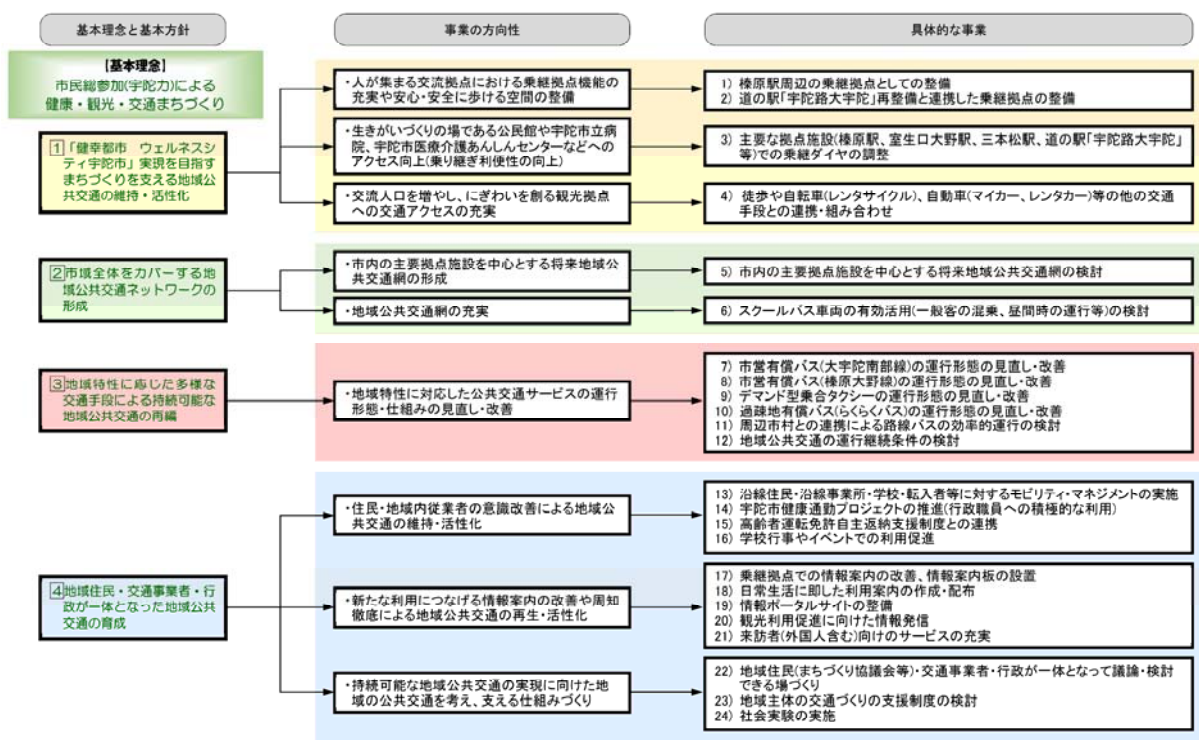 基本理念と基本方針
事業の方向性
具体的な事業
【基本理念】
市民総参加(宇陀力)による
健康・観光・交通まちづくり
1 「健幸都市　ウェルネスシ
ティ宇陀市」実現を目指す
まちづくりを支える地域公
共交通の維持・活性化
・人が集まる交流拠点における乗継拠点機能の
充実や安心・安全に歩ける空間の整備
1) 榛原駅周辺の乗継拠点としての整備
2) 道の駅「宇陀路大宇陀」再整備と連携した乗継拠点の整備
・生きがいづくりの場である公民館や宇陀市立病
院、宇陀市医療介護あんしんセンターなどへの
アクセス向上(乗り継ぎ利便性の向上)
3) 主要な拠点施設(榛原駅、室生口大野駅、三本松駅、道の駅「宇陀路大宇陀」
等)での乗継ダイヤの調整
・交流人口を増やし、にぎわいを創る観光拠点
への交通アクセスの充実
4) 徒歩や自転車(レンタサイクル)、自動車(マイカー、レンタカー)等の他の交通
手段との連携・組み合わせ
2 市域全体をカバーする地
域公共交通ネットワークの
形成
・市内の主要拠点施設を中心とする将来地域公
共交通網の形成
5) 市内の主要拠点施設を中心とする将来地域公共交通網の検討
・地域公共交通網の充実
6) スクールバス車両の有効活用(一般客の混乗、昼間時の運行等)の検討
3 地域特性に応じた多様な
交通手段による持続可能な
地域公共交通の再編
・地域特性に対応した公共交通サービスの運行
形態・仕組みの見直し・改善
7) 市営有償バス(大宇陀南部線)の運行形態の見直し・改善
8) 市営有償バス(榛原大野線)の運行形態の見直し・改善
9) デマンド型乗合タクシーの運行形態の見直し・改善
10) 過疎地有償バス(らくらくバス)の運行形態の見直し・改善
11) 周辺市村との連携による路線バスの効率的運行の検討
12) 地域公共交通の運行継続条件の検討
4 地域住民・交通事業者・行
政が一体となった地域公共
交通の育成
・住民・地域内従業者の意識改善による地域公
共交通の維持・活性化
13) 沿線住民・沿線事業所・学校・転入者等に対するモビリティ・マネジメントの実施
14) 宇陀市健康通勤プロジェクトの推進(行政職員への積極的な利用)
15) 高齢者運転免許自主返納支援制度との連携
16) 学校行事やイベントでの利用促進
・新たな利用につなげる情報案内の改善や周知
徹底による地域公共交通の再生・活性化
17) 乗継拠点での情報案内の改善、情報案内板の設置
18) 日常生活に即した利用案内の作成・配布
19) 情報ポータルサイトの整備
20) 観光利用促進に向けた情報発信
21) 来訪者(外国人含む)向けのサービスの充実
・持続可能な地域公共交通の実現に向けた地
域の公共交通を考え、支える仕組みづくり
22) 地域住民(まちづくり協議会等)・交通事業者・行政が一体となって議論・検討
できる場づくり
23) 地域主体の交通づくりの支援制度の検討
24) 社会実験の実施